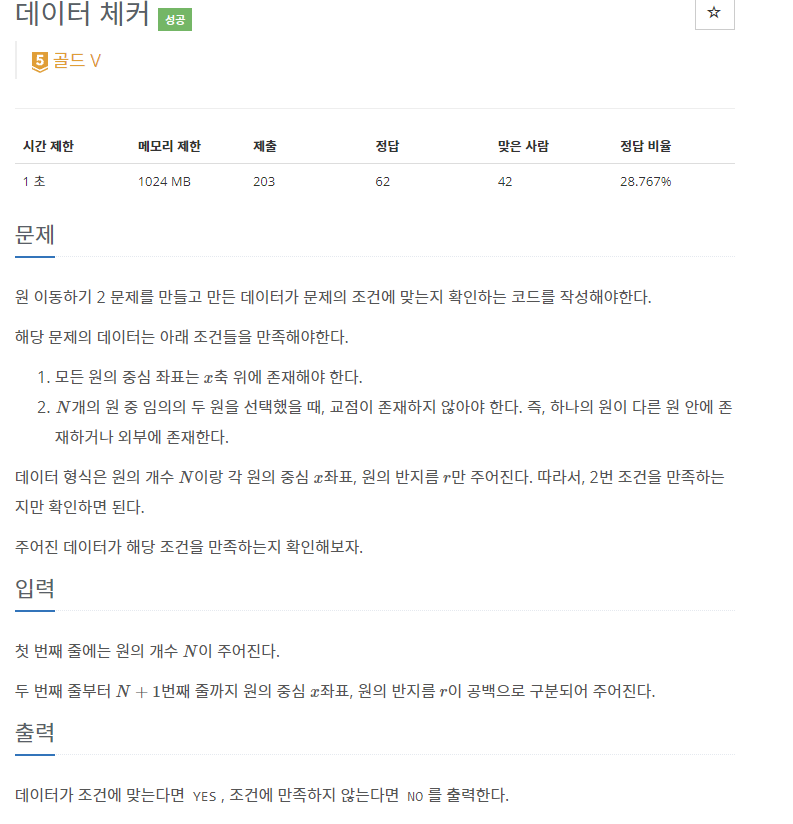 데이터 체커 성공
☆
5 골드 V
시간 제한 메모리 제한 제출 정답 맞은 사람 정답 비율
1 초 1024 MB 203 62 42 28.767%
문제
원 이동하기 2 문제를 만들고 만든 데이터가 문제의 조건에 맞는지 확인하는 코드를 작성해야한다.
해당 문제의 데이터는 아래 조건들을 만족해야한다.
1. 모든 원의 중심 좌표는 x축 위에 존재해야 한다.
2. N개의 원 중 임의의 두 원을 선택했을 때, 교점이 존재하지 않아야 한다. 즉, 하나의 원이 다른 원 안에 존
재하거나 외부에 존재한다.
데이터 형식은 원의 개수 N이랑 각 원의 중심 x좌표, 원의 반지름 r만 주어진다. 따라서, 2번 조건을 만족하는
지만 확인하면 된다.
주어진 데이터가 해당 조건을 만족하는지 확인해보자.
입력
첫 번째 줄에는 원의 개수 N이 주어진다.
두 번째 줄부터 N + 1번째 줄까지 원의 중심 x좌표, 원의 반지름 r이 공백으로 구분되어 주어진다.
출력
데이터가 조건에 맞는다면 YES , 조건에 만족하지 않는다면 NO 를 출력한다.